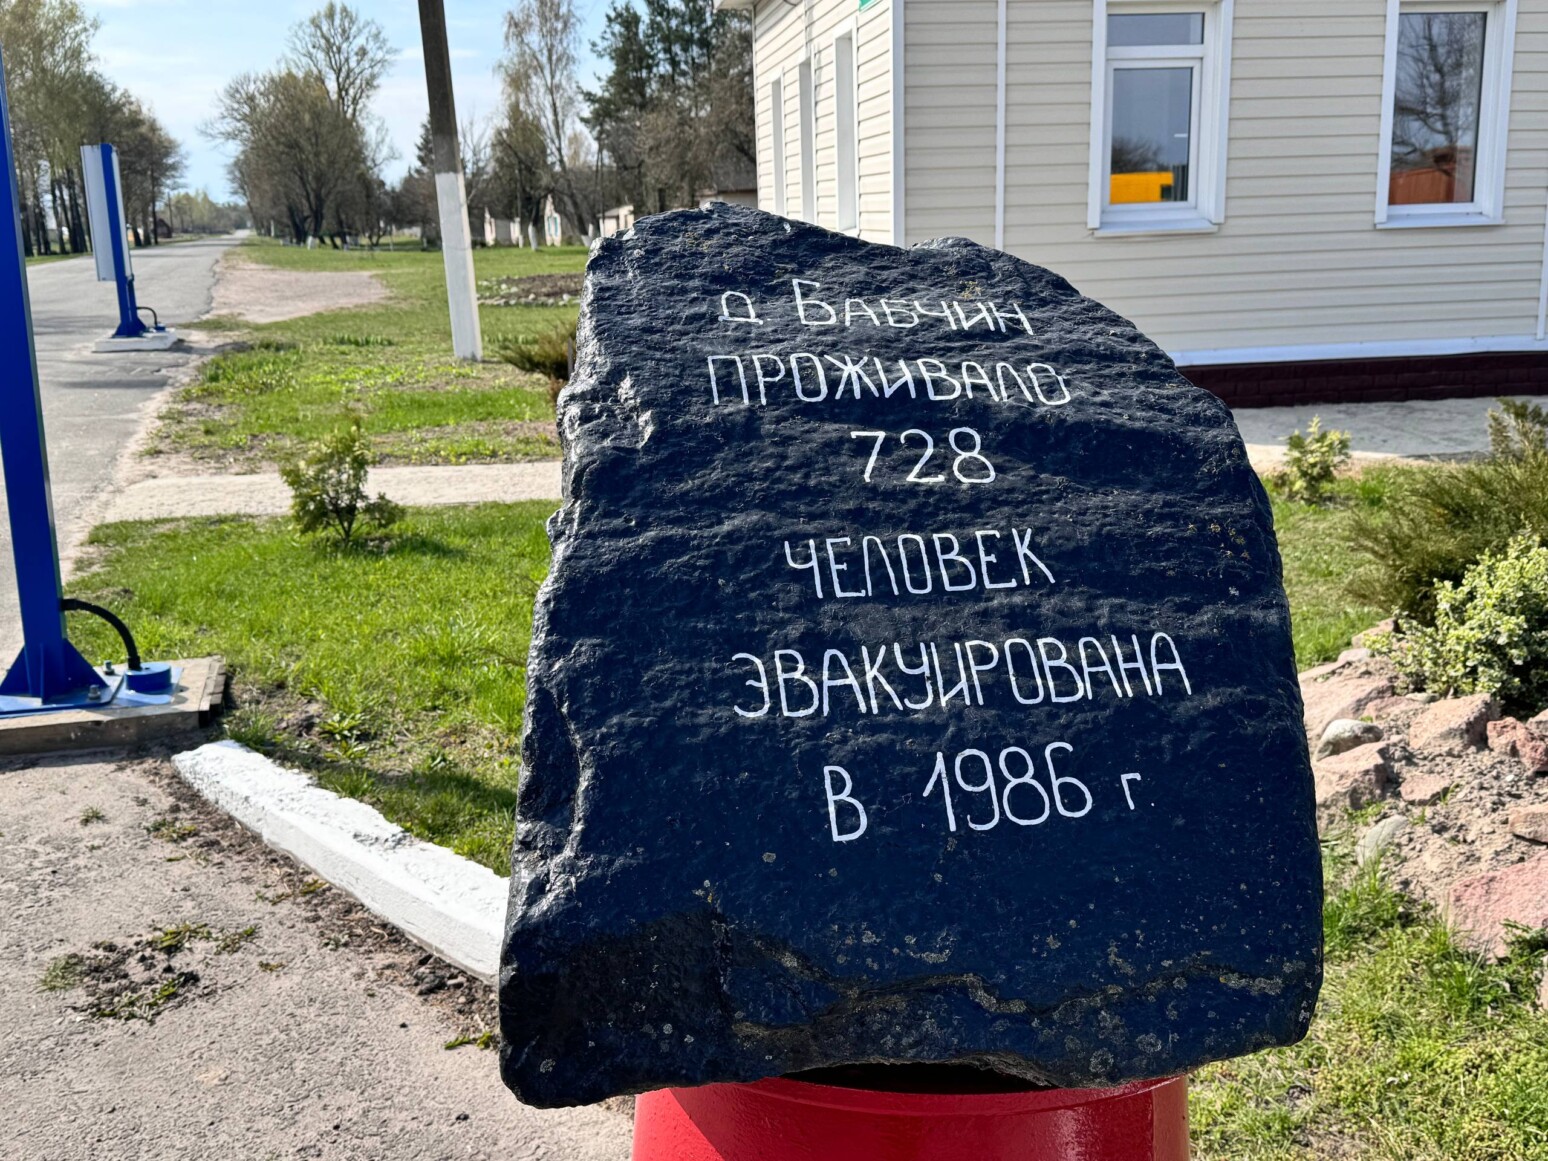 д Бабчин
ПРОЖИВАЛО
728
ЧЕЛОВЕК
ЭВАКУИРОВАНА
В 1986 г.